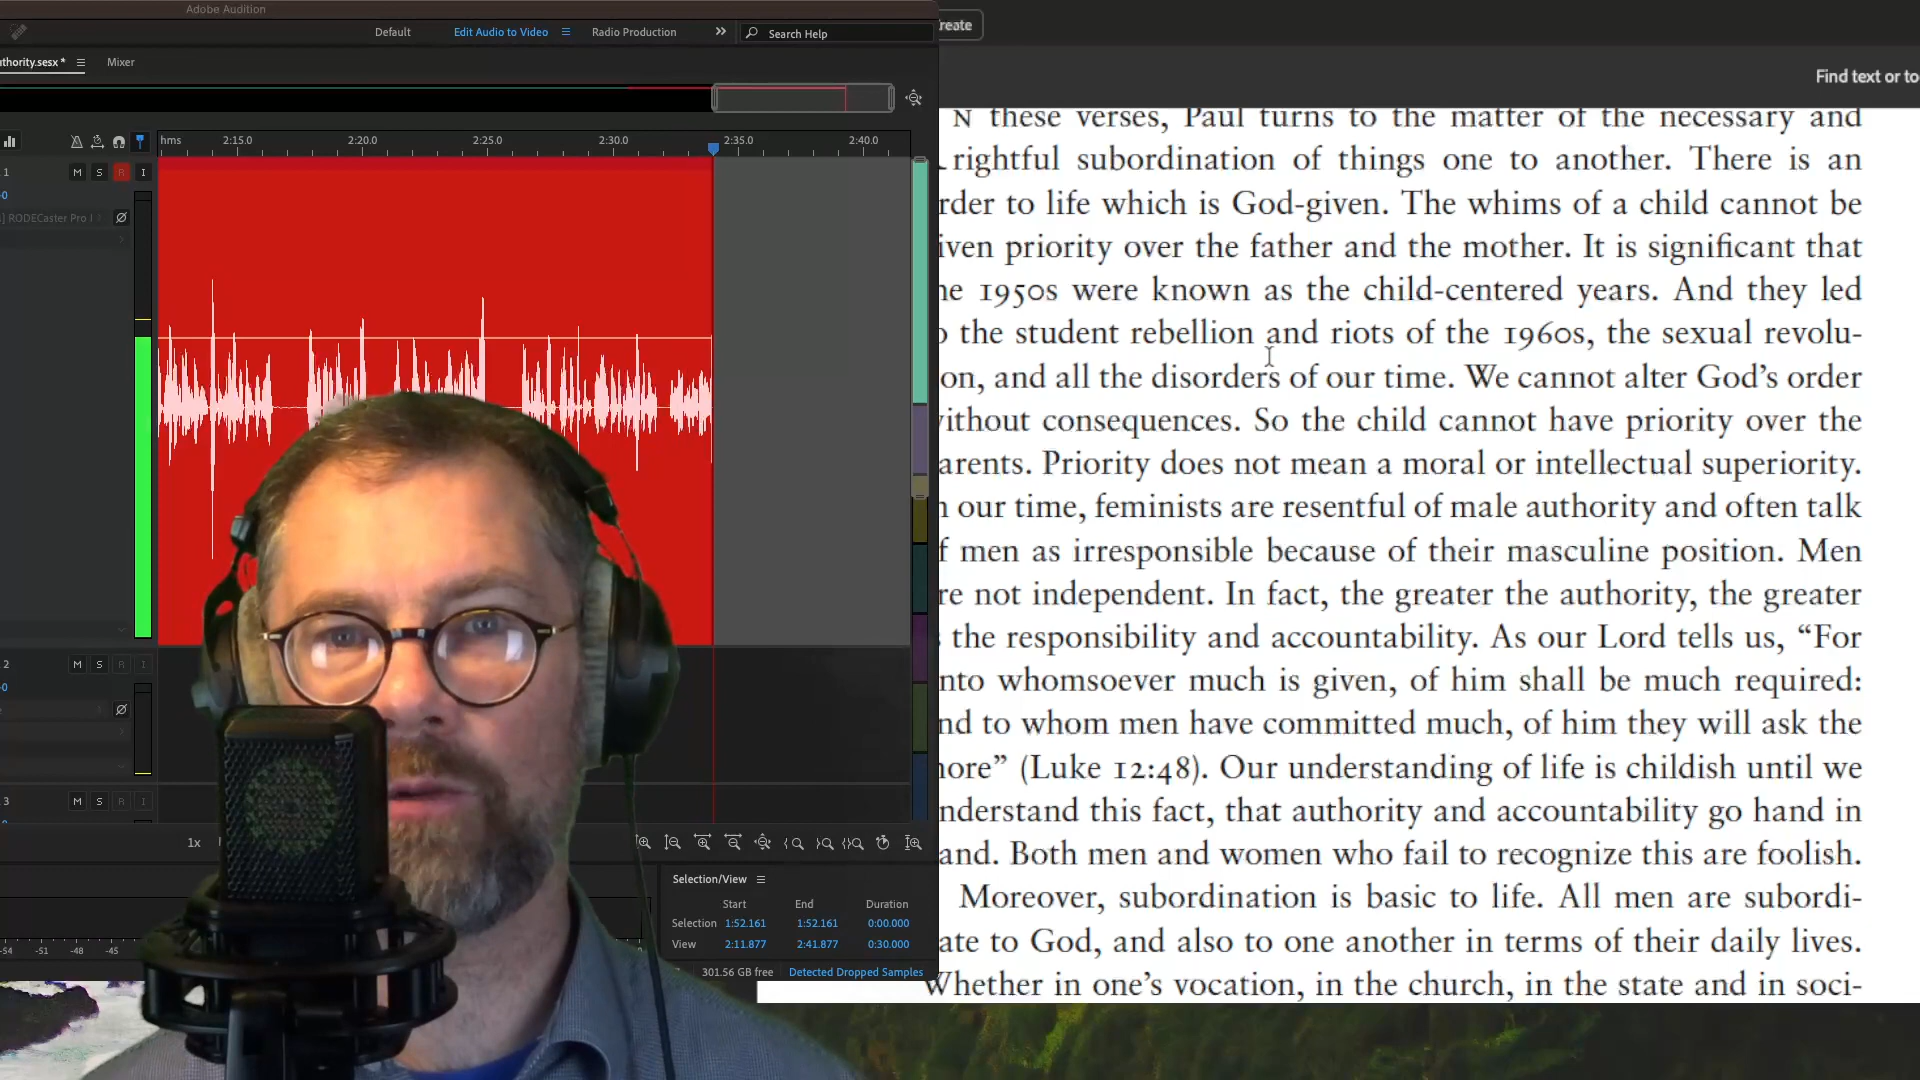 Adobe Audition
Default Edit Audio to Video Radio Production Search Help
thority.sesx * Mixer
hms 2:15.0 2:20.0 2:25.0 2:30.0 2:35.0 2:40.0
1 M S R I
-0
] RODECaster Pro
2 M S R I
-0
3 M S R I
1x
Selection/View
Start End Duration
Selection 1:52.161 1:52.161 0:00.000
View 2:11.877 2:41.877 0:30.000
-54 -51 -48 -45
301.56 GB free Detected Dropped Samples
reate
Find text or to
N these verses, Paul turns to the matter of the necessary and
rightful subordination of things one to another. There is an
rder to life which is God-given. The whims of a child cannot be
iven priority over the father and the mother. It is significant that
he 1950s were known as the child-centered years. And they led
o the student rebellion and riots of the 1960s, the sexual revolu-
on, and all the disorders of our time. We cannot alter God’s order
without consequences. So the child cannot have priority over the
arents. Priority does not mean a moral or intellectual superiority.
n our time, feminists are resentful of male authority and often talk
f men as irresponsible because of their masculine position. Men
re not independent. In fact, the greater the authority, the greater
s the responsibility and accountability. As our Lord tells us, “For
nto whomsoever much is given, of him shall be much required:
nd to whom men have committed much, of him they will ask the
nore” (Luke 12:48). Our understanding of life is childish until we
nderstand this fact, that authority and accountability go hand in
and. Both men and women who fail to recognize this are foolish.
Moreover, subordination is basic to life. All men are subordi-
ate to God, and also to one another in terms of their daily lives.
Whether in one’s vocation, in the church, in the state and in soci-